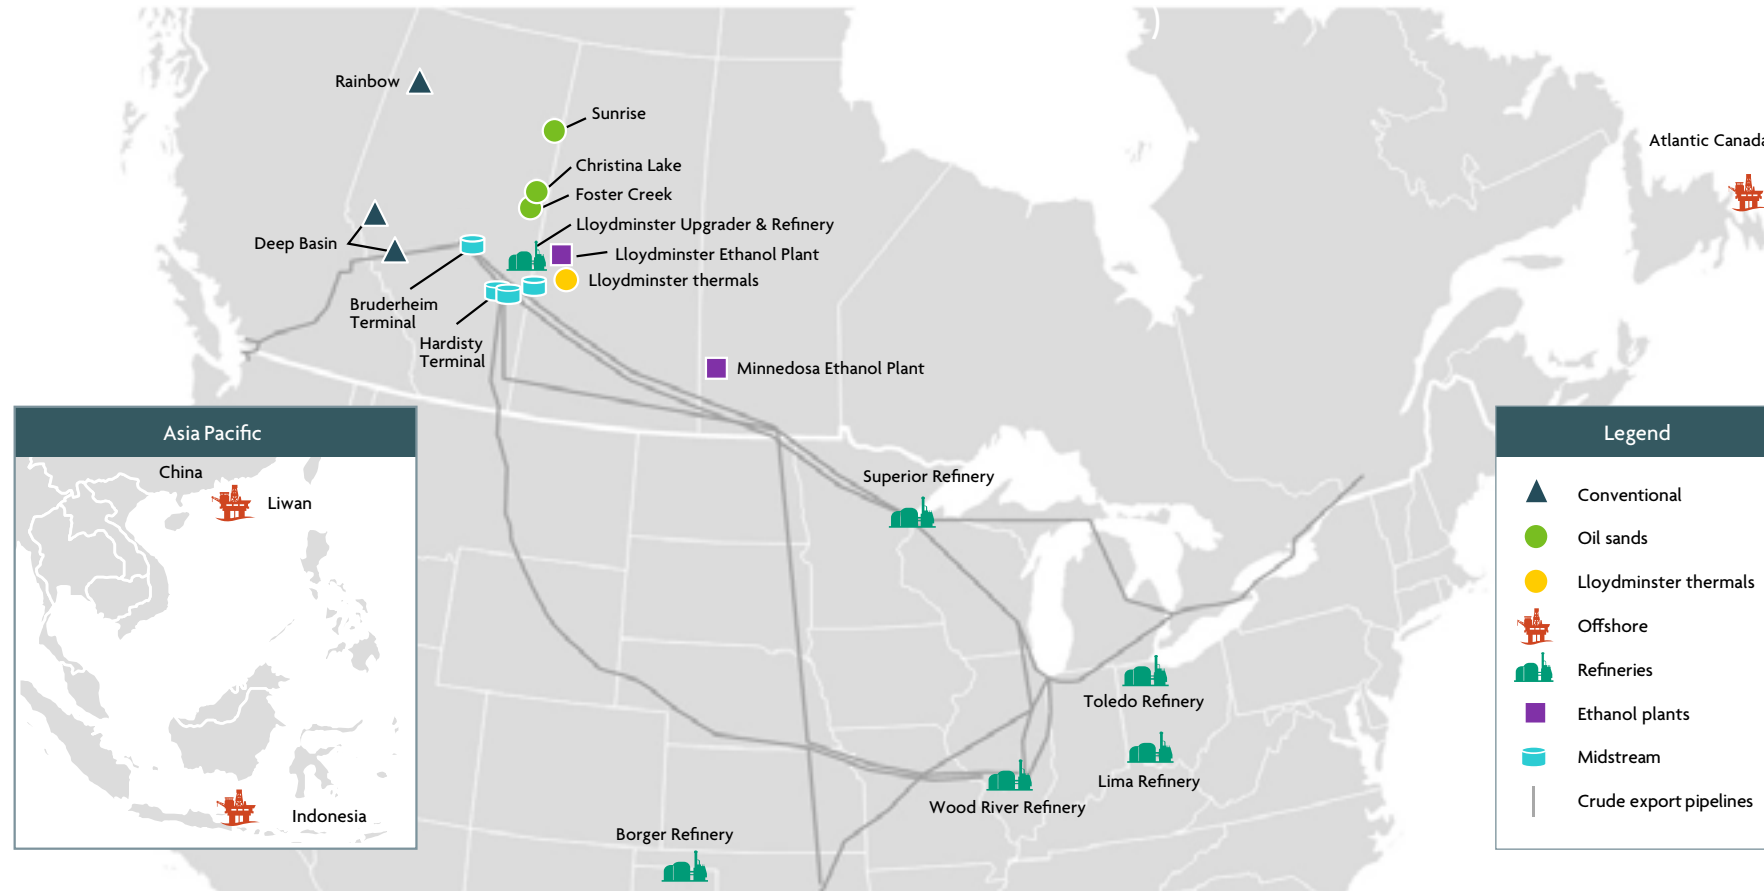 Rainbow
Sunrise
Christina Lake
Foster Creek
Lloydminster Upgrader & Refinery
Deep Basin
Lloydminster Ethanol Plant
Lloydminster thermals
Bruderheim
Terminal
Hardisty
Terminal
Minnedosa Ethanol Plant
Atlantic Canada
Asia Pacific
China
Liwan
Indonesia
Superior Refinery
Toledo Refinery
Lima Refinery
Wood River Refinery
Borger Refinery
Legend
Conventional
Oil sands
Lloydminster thermals
Offshore
Refineries
Ethanol plants
Midstream
Crude export pipelines